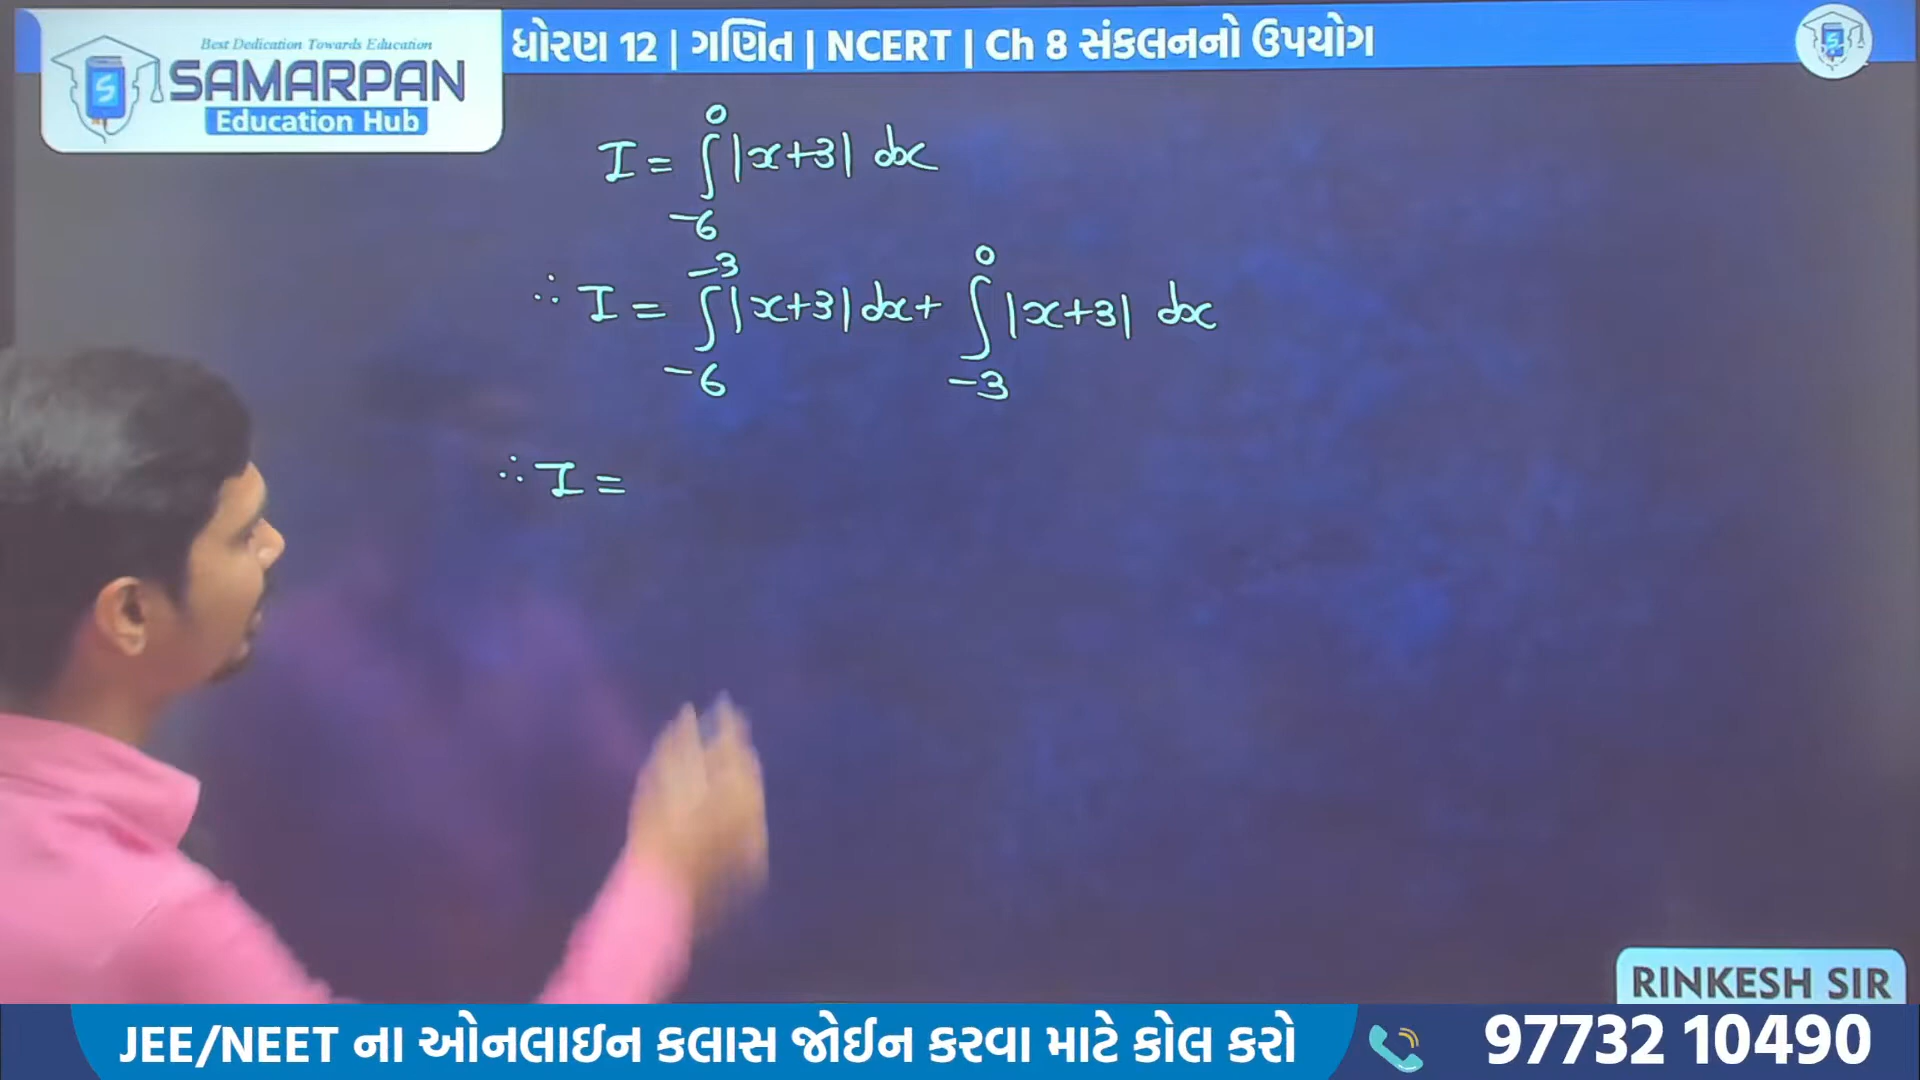 Best Dedication Towards Education
SAMARPAN
Education Hub
ધોરણ 12 | ગણિત | NCERT | Ch 8 સંકલનનો ઉપયોગ
I = ∫_{-6}^{0} |x+3| dx
∴ I = ∫_{-6}^{-3} |x+3| dx + ∫_{-3}^{0} |x+3| dx
∴ I =
RINKESH SIR
JEE/NEET ના ઓનલાઇન કલાસ જોઈન કરવા માટે કોલ કરો
97732 10490